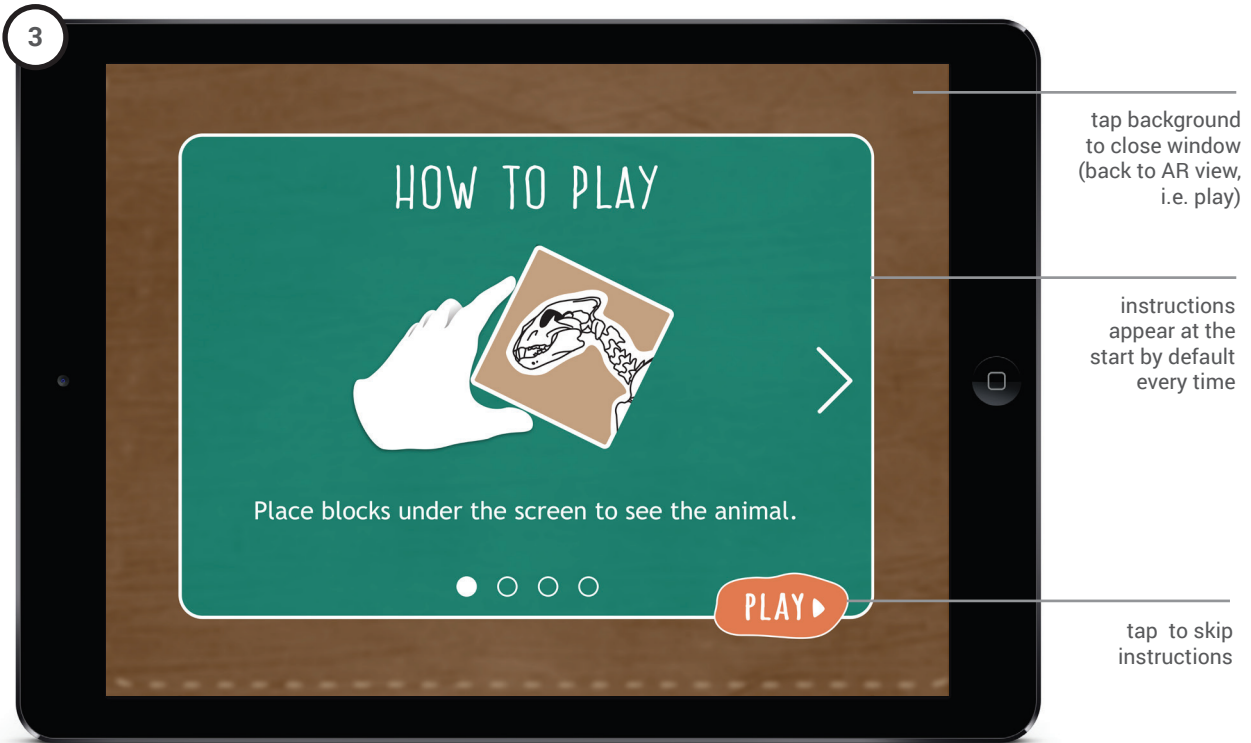 3
HOW TO PLAY
Place blocks under the screen to see the animal.
PLAY
tap background
to close window
(back to AR view,
i.e. play)
instructions
appear at the
start by default
every time
tap to skip
instructions